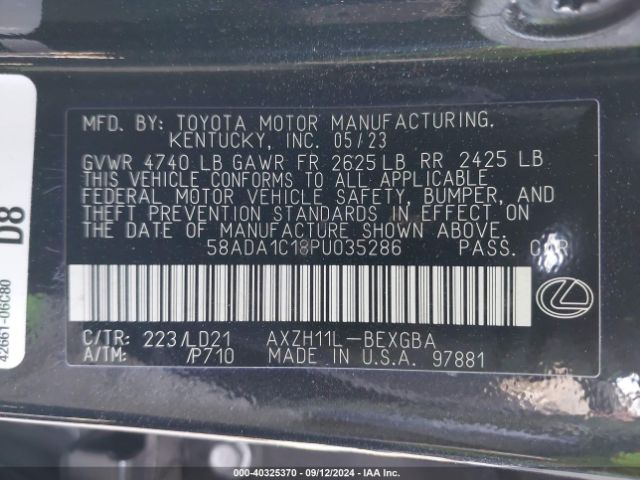 MFD. BY: TOYOTA MOTOR MANUFACTURING,
KENTUCKY, INC. 05/23
GVWR 4740 LB GAWR FR 2625 LB RR 2425 LB
THIS VEHICLE CONFORMS TO ALL APPLICABLE
FEDERAL MOTOR VEHICLE SAFETY, BUMPER, AND
THEFT PREVENTION STANDARDS IN EFFECT ON
THE DATE OF MANUFACTURE SHOWN ABOVE.
58ADA1C18PU035286 PASS. CAR
C/TR: 223/LD21 AXZH11L-BEXGBA
A/TM: /P710 MADE IN U.S.A. 97881
42661-06C80
D8
000-40325370 - 09/12/2024 - IAA Inc.